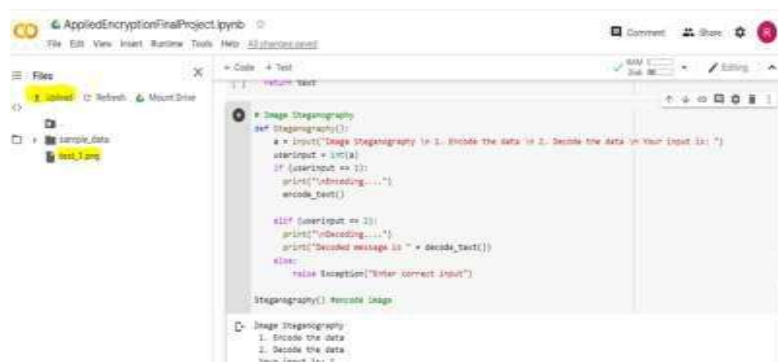 AppliedEncryptionFinalProject.ipynb
File Edit View Insert Runtime Tools Help All changes saved
Comment Share R
Files
Upload Refresh Mount Drive
..
sample_data
test_1.png
+ Code + Text
RAM
Disk
Editing
return text
# Image Steganography
def Steganography():
a = input("Image Steganography \n 1. Encode the data \n 2. Decode the data \n Your input is: ")
userinput = int(a)
if (userinput == 1):
print("\nEncoding....")
encode_text()
elif (userinput == 2):
print("\nDecoding....")
print("Decoded message is " + decode_text())
else:
raise Exception("Enter correct input")
Steganography() #encode image
Image Steganography
1. Encode the data
2. Decode the data
Your input is: